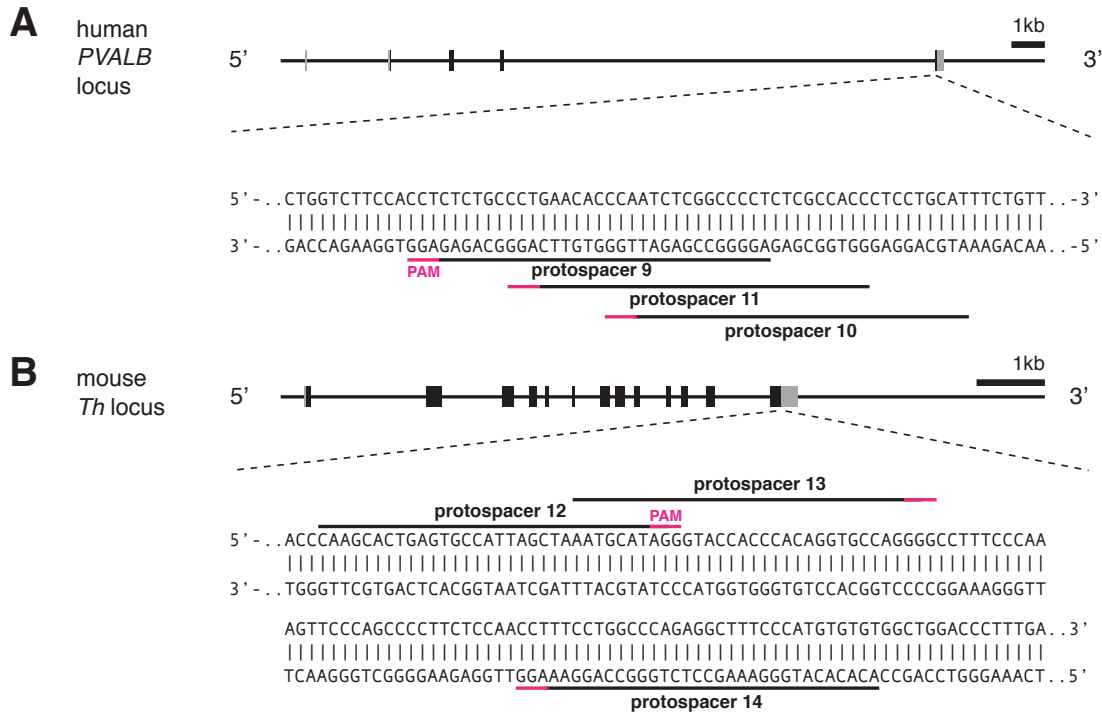 A
human
PVALB
locus
5’
1kb
3’
5’-..CTGGTCTTCCACCTCTCTGCCCTGAACACCCAATCTCGGCCCCTCTCGCCACCCTCCTGCATTTCTGTT..-3’
3’-..GACCAGAAGGTGGAGAGACGGGACTTGTGGGTTAGAGCCGGGGAGAGCGGTGGGAGGACGTAAAGACAA..-5’
PAM
protospacer 9
protospacer 11
protospacer 10
B
mouse
Th locus
5’
1kb
3’
protospacer 13
protospacer 12
PAM
5’-..ACCCAAGCACTGAGTGCCATTAGCTAAATGCATAGGGTACCACCCACAGGTGCCAGGGGCCTTTCCCAA
3’-..TGGGTTCGTGACTCACGGTAATCGATTTACGTATCCCATGGTGGGTGTCCACGGTCCCCGGAAAGGGTT
AGTTCCCAGCCCCTTCTCCAACCTTTCCTGGCCCAGAGGCTTTCCCATGTGTGTGGCTGGACCCTTTGA..3’
TCAAGGGTCGGGGAAGAGGTTGGAAAGGACCGGGTCTCCGAAAGGGTACACACACCGACCTGGGAAACT..5’
protospacer 14